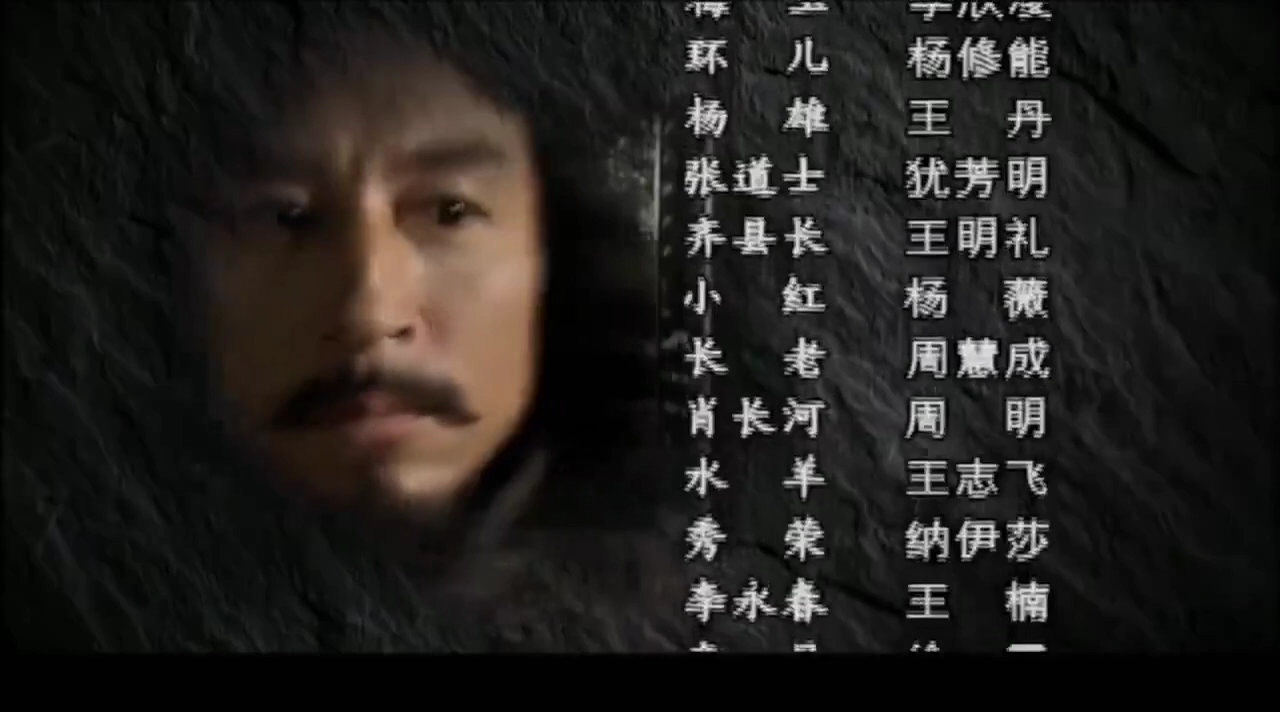 环儿 杨修能
杨雄 王丹
张道士 犹芳明
齐县长 王明礼
小红 杨薇
长老 周慧成
肖长河 周明
水羊 王志飞
秀荣 纳伊莎
李永春 王楠